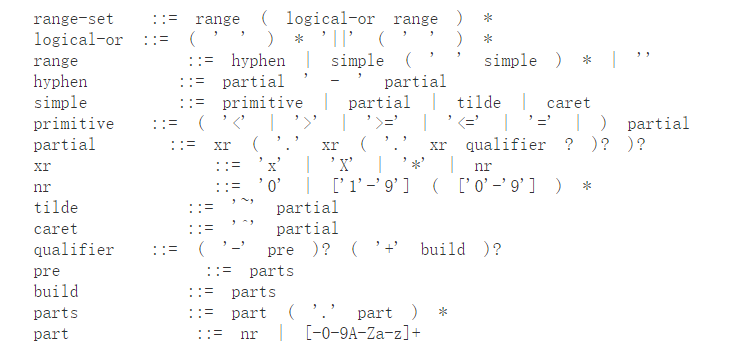 range-set ::= range ( logical-or range ) *
logical-or ::= ( ' ' ) * '||' ( ' ' ) *
range ::= hyphen | simple ( ' ' simple ) * | ''
hyphen ::= partial ' - ' partial
simple ::= primitive | partial | tilde | caret
primitive ::= ( '<' | '>' | '>=' | '<=' | '=' | ) partial
partial ::= xr ( '.' xr ( '.' xr qualifier ? )? )?
xr ::= 'x' | 'X' | '*' | nr
nr ::= '0' | ['1'-'9'] ( ['0'-'9'] ) *
tilde ::= '~' partial
caret ::= '^' partial
qualifier ::= ( '-' pre )? ( '+' build )?
pre ::= parts
build ::= parts
parts ::= part ( '.' part ) *
part ::= nr | [-0-9A-Za-z]+